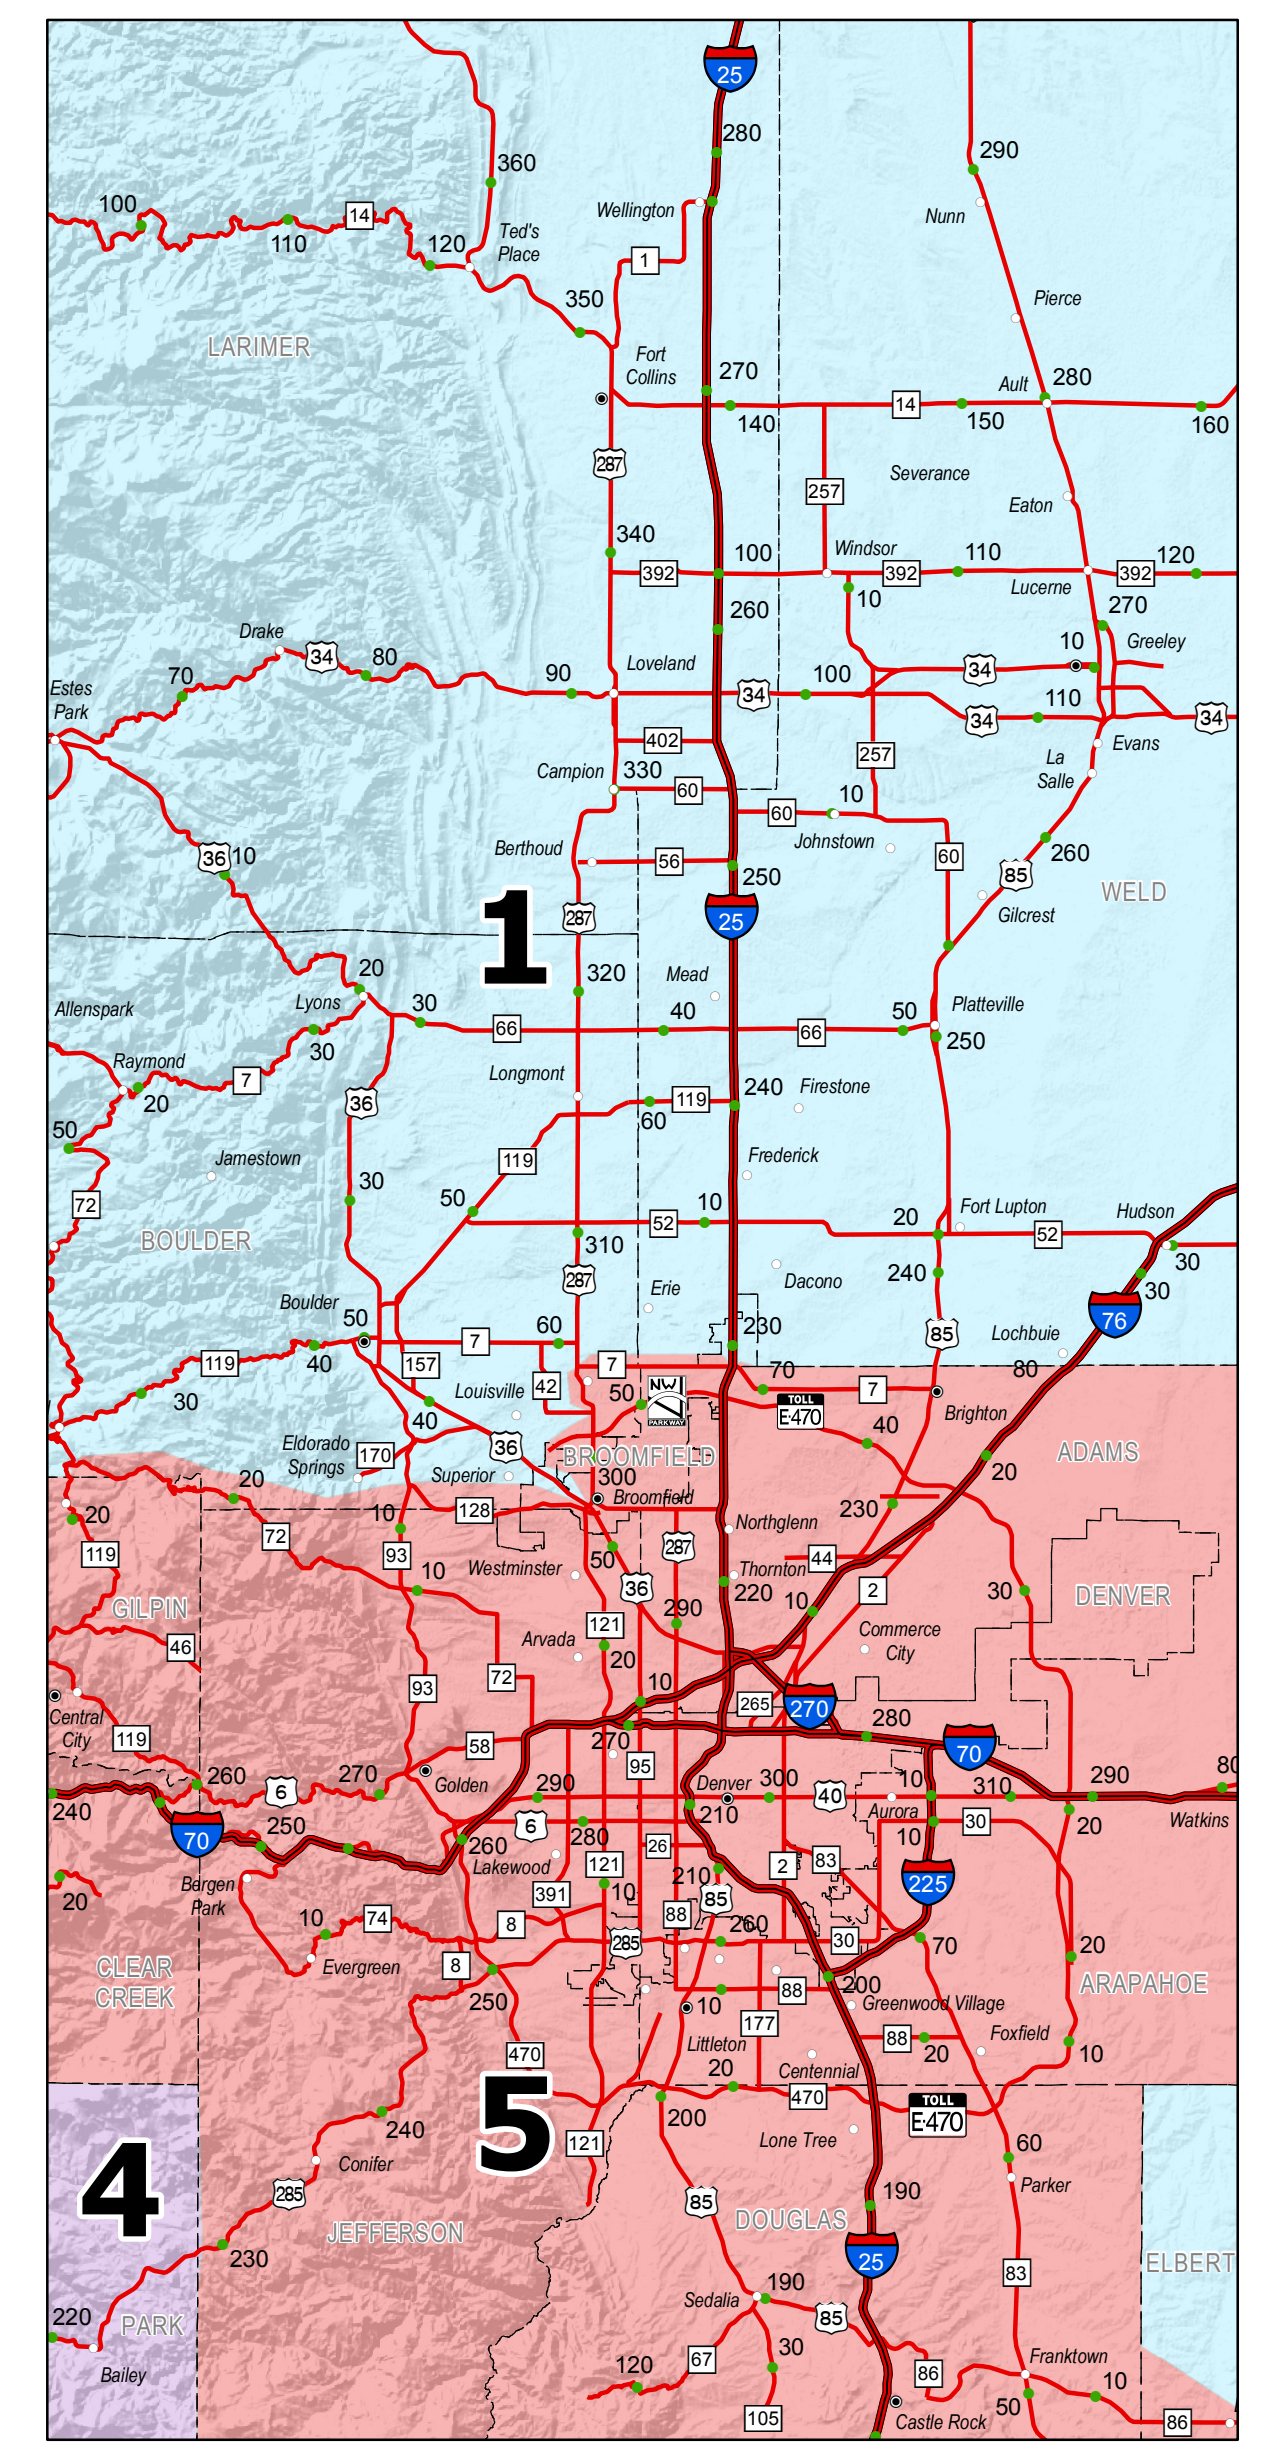 25
280
290
360
100
14
110
120
Ted's
Place
Wellington
Nunn
1
350
Pierce
LARIMER
Fort
Collins
270
Ault
280
140
14
150
160
287
257
Severance
Eaton
340
392
100
Windsor
392
110
Lucerne
392
120
260
10
270
Drake
34
80
70
90
Loveland
34
100
34
10
Greeley
Estes
Park
34
110
34
402
257
Evans
La
Salle
Campion
330
60
60
10
Johnstown
36
10
Berthoud
56
250
60
85
260
WELD
Gilcrest
1
287
25
20
320
Mead
Allenspark
Lyons
30
66
40
66
50
Platteville
250
30
Raymond
7
20
36
Longmont
119
60
240
Firestone
50
119
Jamestown
Frederick
72
30
50
52
10
20
Fort Lupton
52
Hudson
BOULDER
310
287
240
30
30
Erie
Dacono
76
Boulder
50
7
60
230
85
Lochbuie
80
119
40
157
7
70
30
42
50
NW
PARKWAY
TOLL
E-470
7
Brighton
Louisville
40
40
Eldorado
Springs
170
36
BROOMFIELD
ADAMS
Superior
20
300
20
Broomfield
20
10
128
230
Northglenn
72
119
93
Westminster
50
287
44
Thornton
10
36
220
10
2
30
DENVER
GILPIN
290
46
121
Arvada
20
Commerce
City
93
72
10
265
270
Central
City
119
58
270
95
280
70
260
6
270
Golden
290
Denver
300
40
10
310
290
80
240
70
250
6
280
210
Aurora
10
30
20
Watkins
260
Lakewood
26
121
210
2
83
225
Bergen
Park
391
10
20
10
74
8
88
85
260
285
30
70
20
Evergreen
8
CLEAR
CREEK
250
10
88
200
ARAPAHOE
Greenwood Village
177
88
20
Foxfield
10
470
Littleton
20
Centennial
470
TOLL
E-470
5
200
240
121
Lone Tree
60
4
Conifer
285
Parker
190
85
DOUGLAS
JEFFERSON
230
25
83
ELBERT
190
Sedalia
220
PARK
85
Bailey
120
67
30
86
Franktown
10
50
105
Castle Rock
86